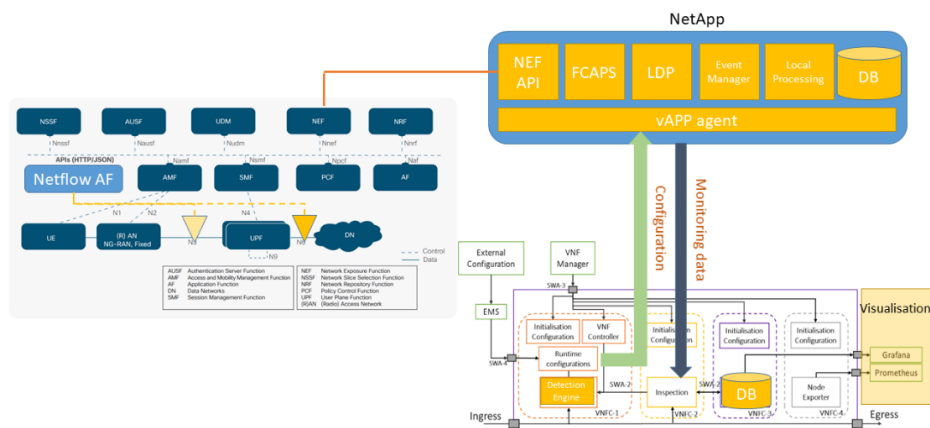 NetApp
NEF
API
FCAPS
LDP
Event
Manager
Local
Processing
DB
vAPP agent
NSSF
AUSF
UDM
NEF
NRF
Nnssf
Nausf
Nudm
Nnef
Nnrf
APIs (HTTP/JSON)
Namf
Nsmf
Npcf
Naf
Netflow AF
AMF
SMF
PCF
AF
N1
N2
N4
UE
(R) AN
NG-RAN, Fixed
N3
UPF
N6
DN
N9
Control
Data
AUSF Authentication Server Function
AMF Access and Mobility Management Function
AF Application Function
DN Data Networks
SMF Session Management Function
NEF Network Exposure Function
NSSF Network Slice Selection Function
NRF Network Repository Function
PCF Policy Control Function
UPF User Plane Function
(R)AN (Radio) Access Network
Configuration
Monitoring data
External
Configuration
VNF
Manager
SWA-3
EMS
SWA-4
Initialisation
Configuration
VNF
Controller
Initialisation
Configuration
Initialisation
Configuration
Initialisation
Configuration
Runtime
configurations
Detection
Engine
SWA-2
Inspection
SWA-2
DB
Node
Exporter
VNFC-1
VNFC-2
VNFC-3
VNFC-4
Ingress
Egress
Visualisation
Grafana
Prometheus